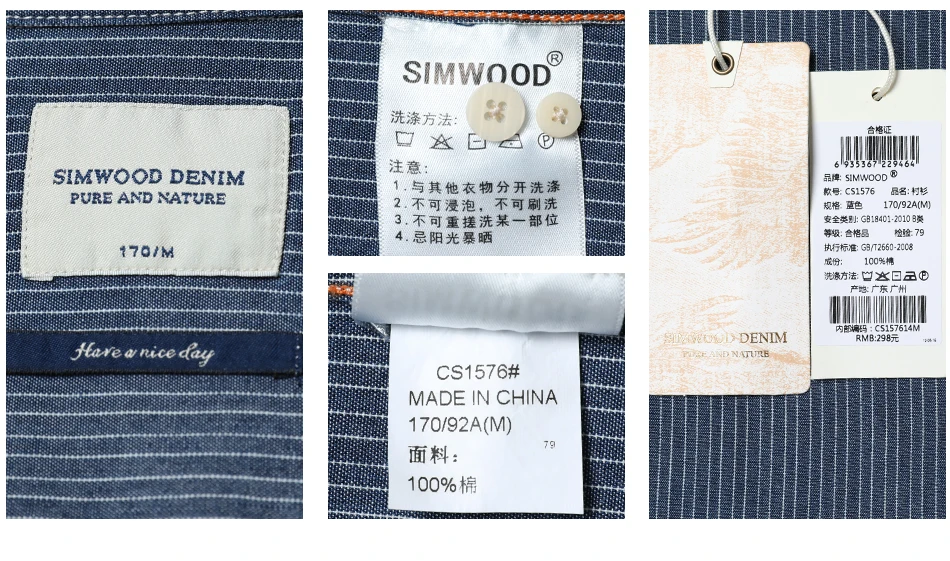 SIMWOOD DENIM
PURE AND NATURE
170/M
Have a nice day
SIMWOOD®
洗涤方法:
P
注意:
1.与其他衣物分开洗涤
2.不可浸泡，不可刷洗
3.不可重搓洗某一部位
4.忌阳光暴晒
CS1576#
MADE IN CHINA
170/92A(M)
79
面料:
100%棉
SIMWOOD DENIM
PURE AND NATURE
合格证
6 935367 229464
品牌: SIMWOOD®
款号: CS1576 品名: 衬衫
规格: 蓝色 170/92A(M)
安全类别: GB18401-2010 B类
等级: 合格品 检验: 79
执行标准: GB/T2660-2008
成份: 100%棉
洗涤方法: P
产地: 广东 广州
内部编码: CS157614M
RMB:298元